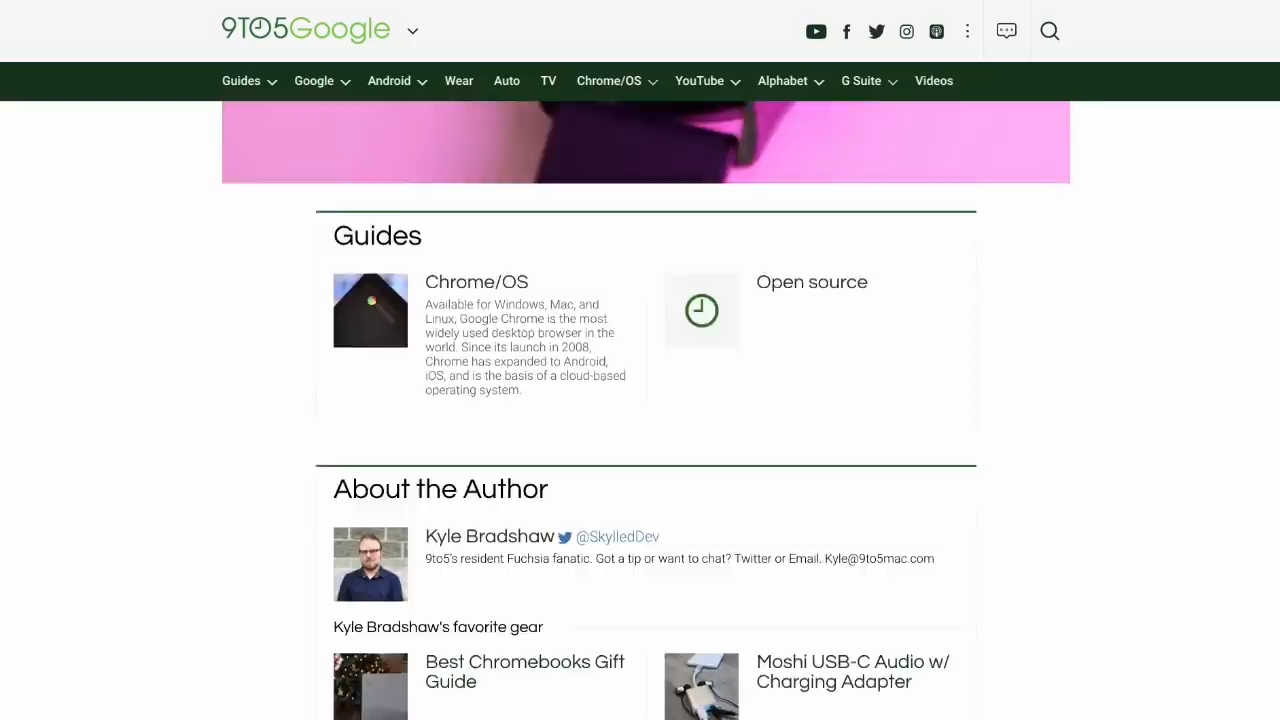 9TO5Google
Guides Google Android Wear Auto TV Chrome/OS YouTube Alphabet G Suite Videos
Guides
Chrome/OS
Available for Windows, Mac, and
Linux, Google Chrome is the most
widely used desktop browser in the
world. Since its launch in 2008,
Chrome has expanded to Android,
iOS, and is the basis of a cloud-based
operating system.
Open source
About the Author
Kyle Bradshaw @SkylledDev
9to5's resident Fuchsia fanatic. Got a tip or want to chat? Twitter or Email. Kyle@9to5mac.com
Kyle Bradshaw's favorite gear
Best Chromebooks Gift
Guide
Moshi USB-C Audio w/
Charging Adapter